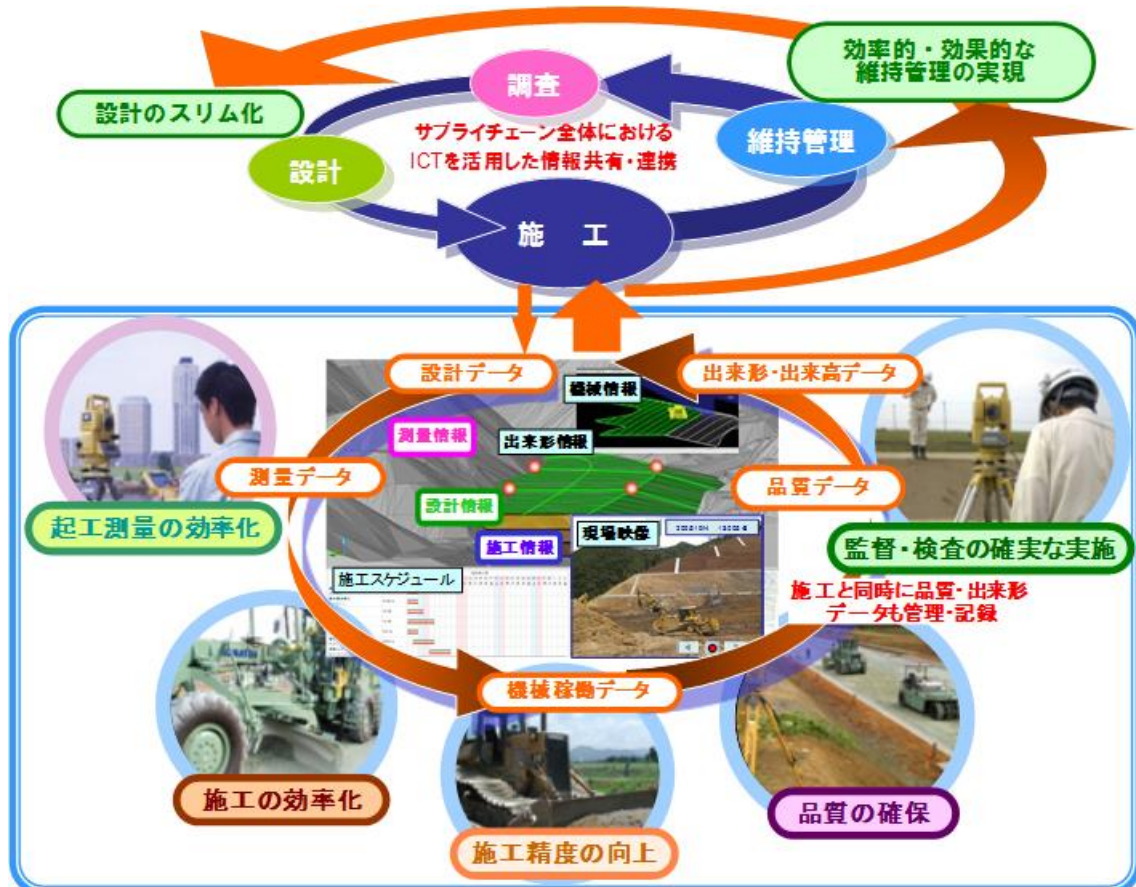 効率的・効果的な
維持管理の実現
調査
設計のスリム化
サプライチェーン全体における
ICTを活用した情報共有・連携
維持管理
設計
施 工
設計データ
出来形・出来高データ
機械情報
測量情報
出来形情報
測量データ
品質データ
設計情報
起工測量の効率化
施工情報
現場映像
監督・検査の確実な実施
施工スケジュール
施工と同時に品質・出来形
データも管理・記録
機械稼働データ
施工の効率化
品質の確保
施工精度の向上